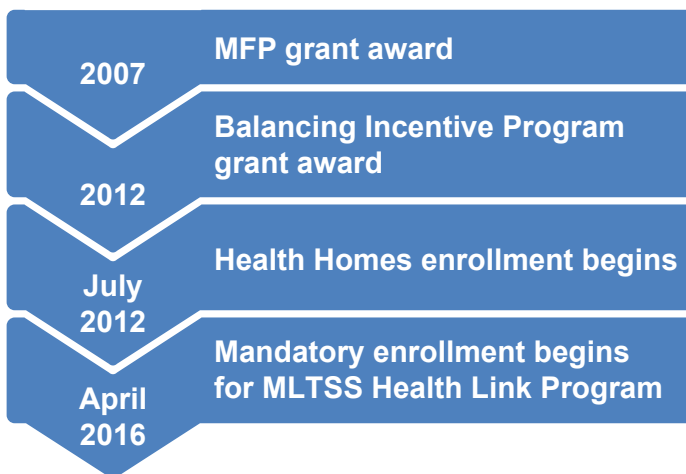 2007
MFP grant award
2012
Balancing Incentive Program
grant award
July
2012
Health Homes enrollment begins
April
2016
Mandatory enrollment begins
for MLTSS Health Link Program